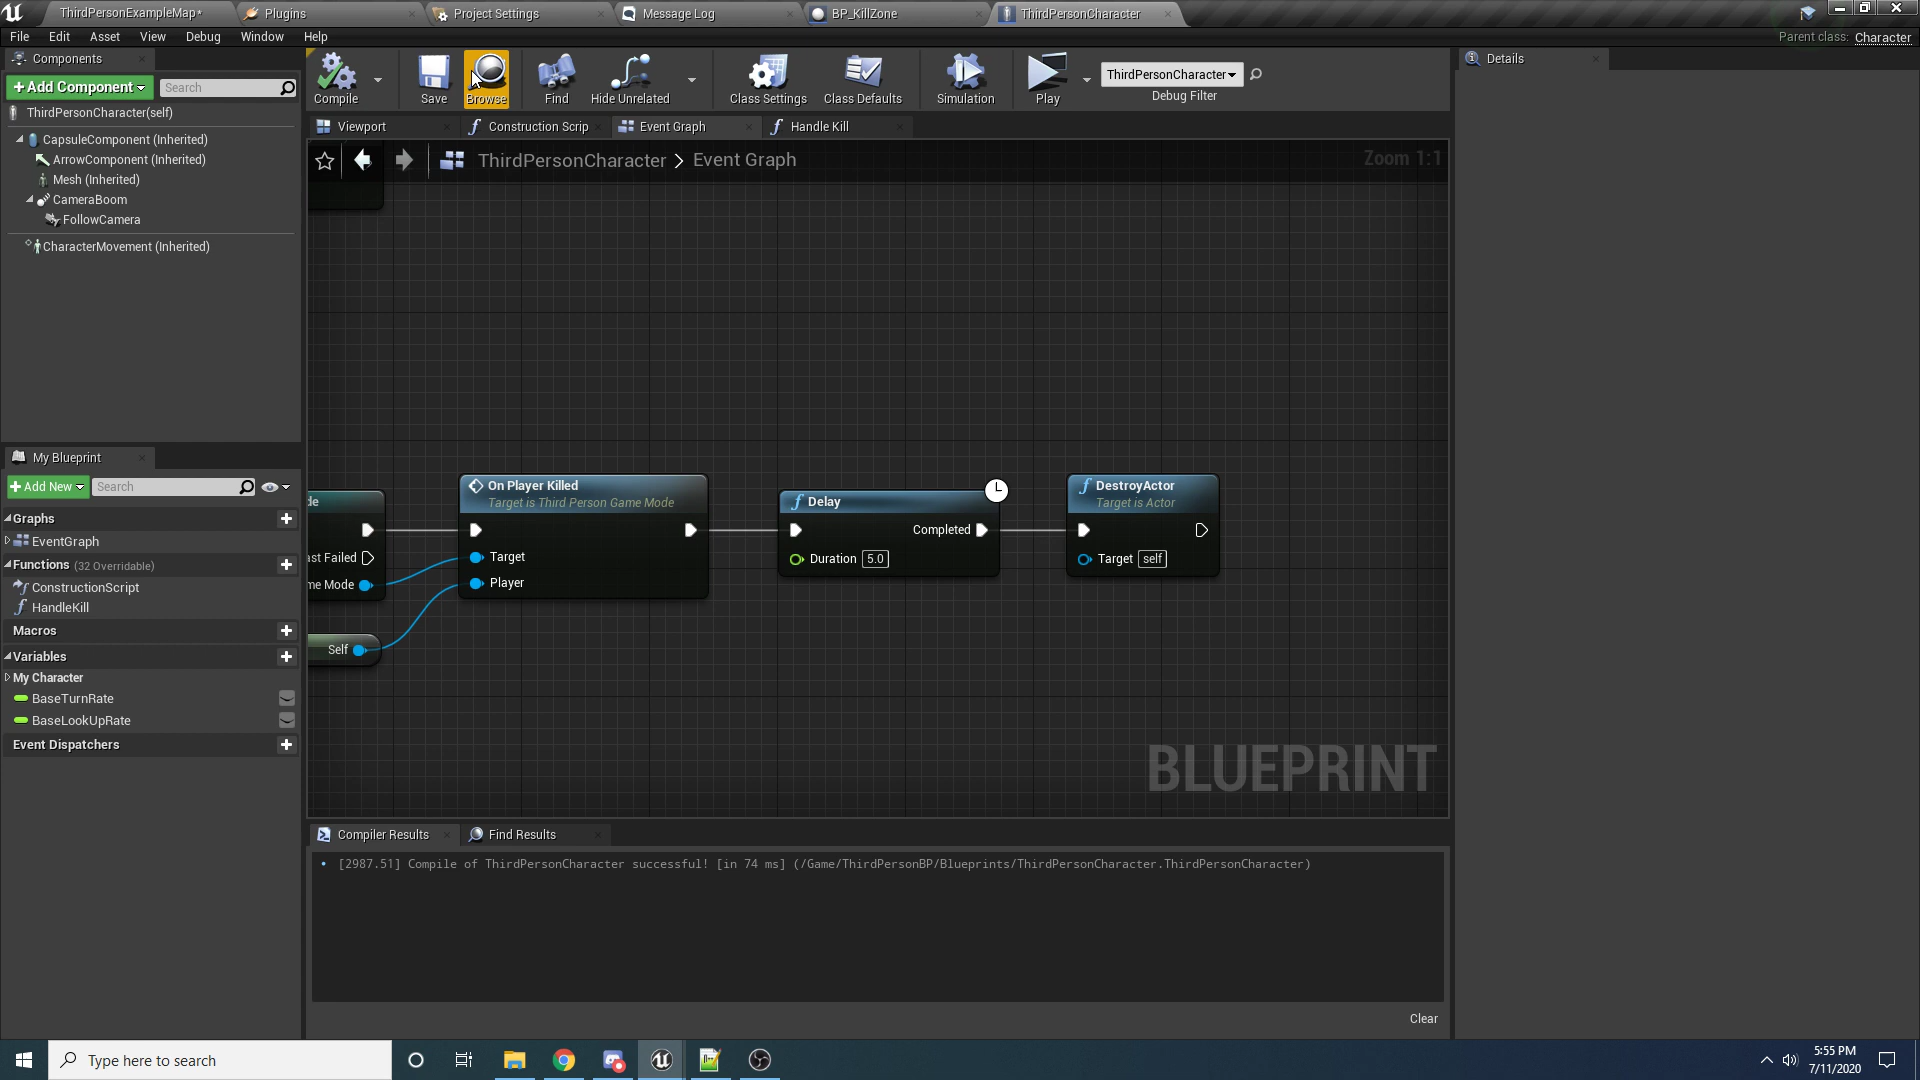 ThirdPersonExampleMap*
Plugins
Project Settings
Message Log
BP_KillZone
ThirdPersonCharacter
File
Edit
Asset
View
Debug
Window
Help
Parent class: Character
Components
+Add Component
Search
ThirdPersonCharacter(self)
CapsuleComponent (Inherited)
ArrowComponent (Inherited)
Mesh (Inherited)
CameraBoom
FollowCamera
CharacterMovement (Inherited)
Compile
Save
Browse
Find
Hide Unrelated
Class Settings
Class Defaults
Simulation
Play
ThirdPersonCharacter
Debug Filter
Details
Viewport
Construction Scrip
Event Graph
Handle Kill
ThirdPersonCharacter > Event Graph
Zoom 1:1
My Blueprint
+Add New
Search
Graphs
EventGraph
Functions (32 Overridable)
ConstructionScript
HandleKill
Macros
Variables
My Character
BaseTurnRate
BaseLookUpRate
Event Dispatchers
de
ast Failed
me Mode
Self
On Player Killed
Target is Third Person Game Mode
Target
Player
Delay
Completed
Duration 5.0
DestroyActor
Target is Actor
Target self
BLUEPRINT
Compiler Results
Find Results
[2987.51] Compile of ThirdPersonCharacter successful! [in 74 ms] (/Game/ThirdPersonBP/Blueprints/ThirdPersonCharacter.ThirdPersonCharacter)
Clear
Type here to search
5:55 PM
7/11/2020